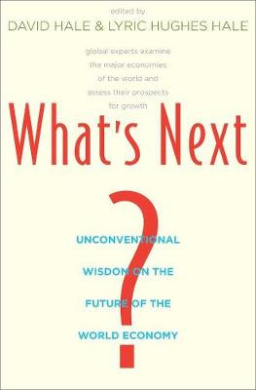 edited by
DAVID HALE & LYRIC HUGHES HALE
global experts examine
the major economies
of the world and
assess their prospects
for growth
What's Next
?
UNCONVENTIONAL
WISDOM ON THE
FUTURE OF THE
WORLD ECONOMY